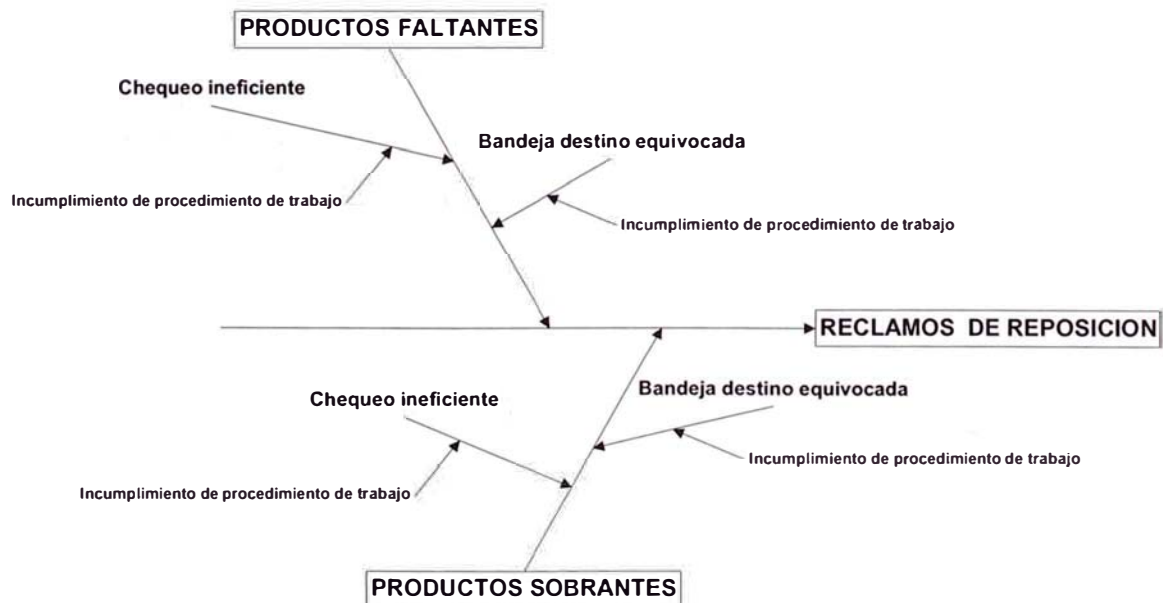 PRODUCTOS FALTANTES
Chequeo ineficiente
Bandeja destino equivocada
Incumplimiento de procedimiento de trabajo
Incumplimiento de procedimiento de trabajo
RECLAMOS DE REPOSICION
Bandeja destino equivocada
Chequeo ineficiente
Incumplimiento de procedimiento de trabajo
Incumplimiento de procedimiento de trabajo
PRODUCTOS SOBRANTES